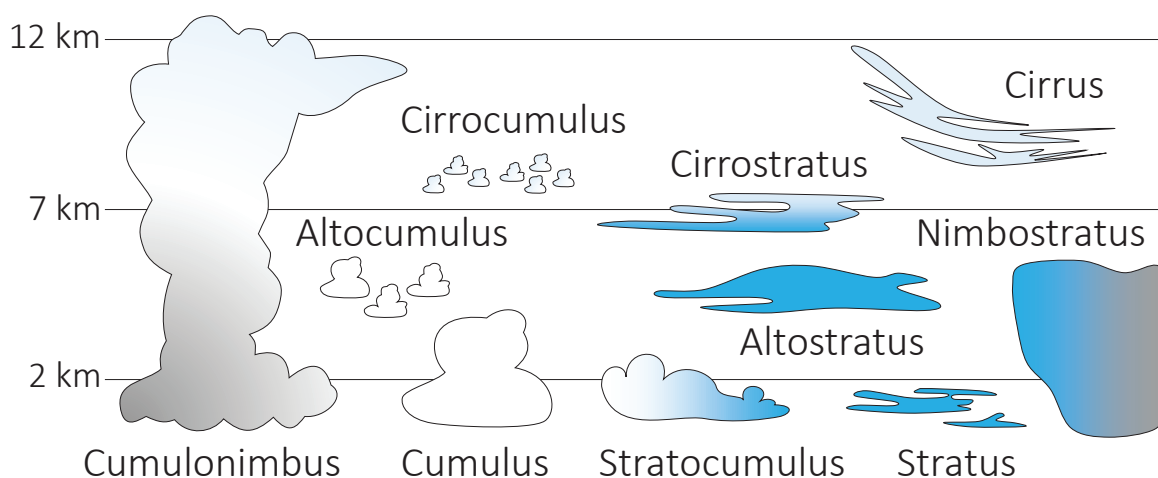 12 km
Cirrus
Cirrocumulus
Cirrostratus
7 km
Altocumulus
Nimbostratus
Altostratus
2 km
Cumulonimbus
Cumulus
Stratocumulus
Stratus